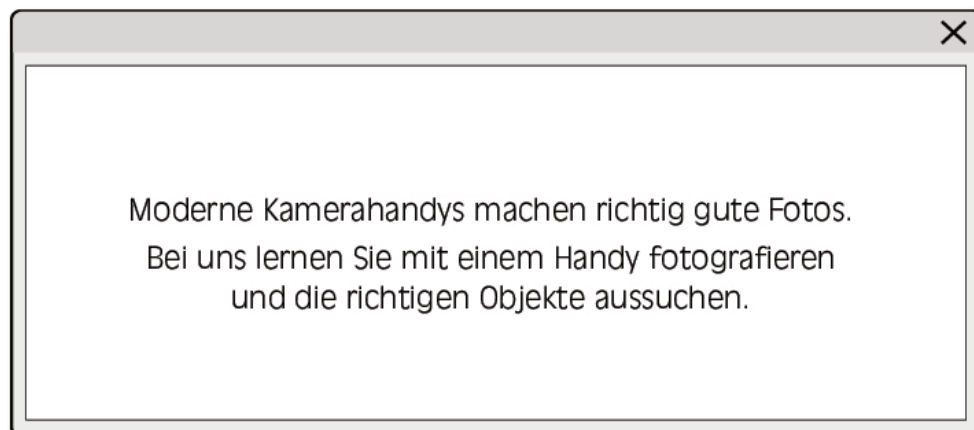 Moderne Kamerahandys machen richtig gute Fotos.
Bei uns lernen Sie mit einem Handy fotografieren
und die richtigen Objekte aussuchen.